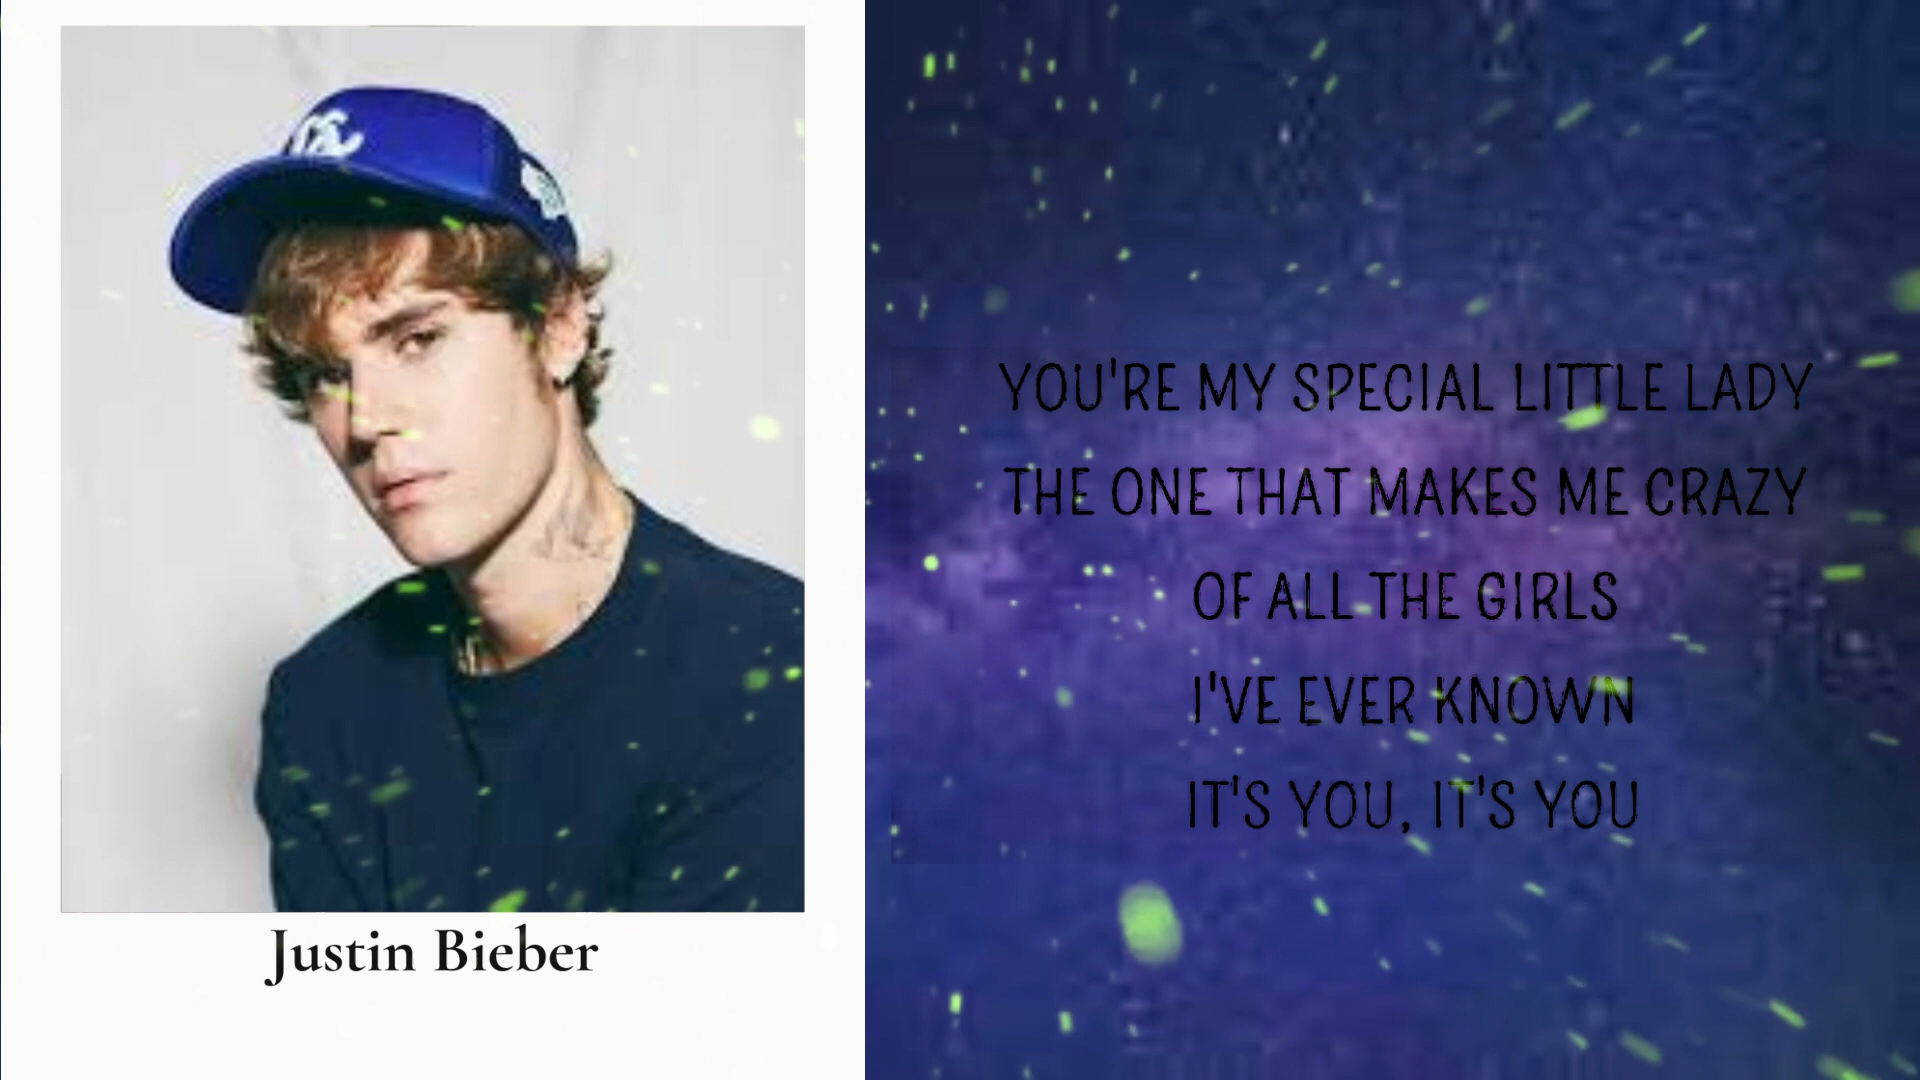 Justin Bieber
YOU'RE MY SPECIAL LITTLE LADY
THE ONE THAT MAKES ME CRAZY
OF ALL THE GIRLS
I'VE EVER KNOWN
IT'S YOU, IT'S YOU